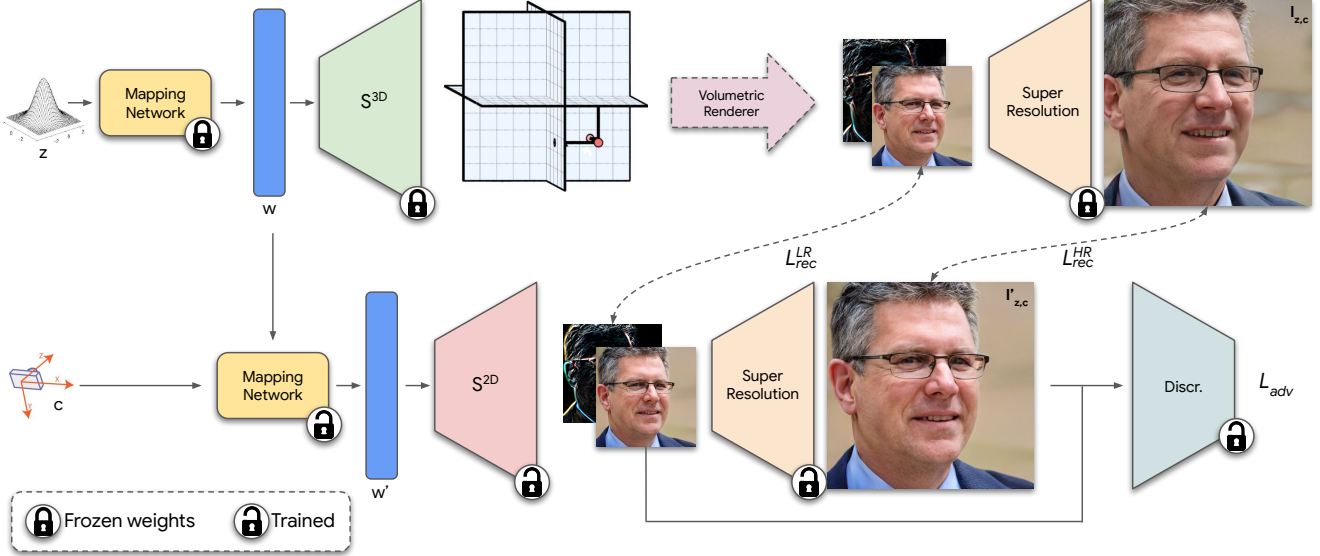 z
Mapping
Network
w
S3D
Volumetric
Renderer
Super
Resolution
Iz,c
LLRrec
LHRrec
c
z
x
y
Mapping
Network
w'
S2D
Super
Resolution
I'z,c
Discr.
Ladv
Frozen weights
Trained